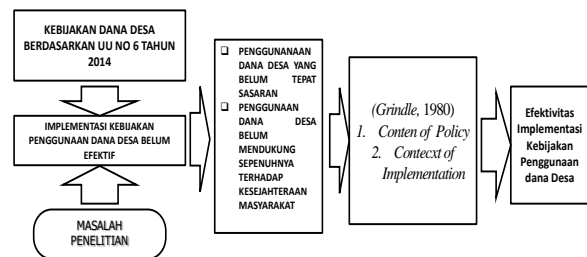 KEBIJAKAN DANA DESA
BERDASARKAN UU NO 6 TAHUN
2014
IMPLEMENTASI KEBIJAKAN
PENGGUNAAN DANA DESA BELUM
EFEKTIF
MASALAH
PENELITIAN
PENGGUNANAAN
DANA DESA YANG
BELUM TEPAT
SASARAN
PENGGUNAAN
DANA DESA
BELUM
MENDUKUNG
SEPENUHNYA
TERHADAP
KESEJAHTERAAN
MASYARAKAT
(Grindle, 1980)
1. Conten of Policy
2. Contecxt of
Implementation
Efektivitas
Implementasi
Kebijakan
Penggunaan
dana Desa